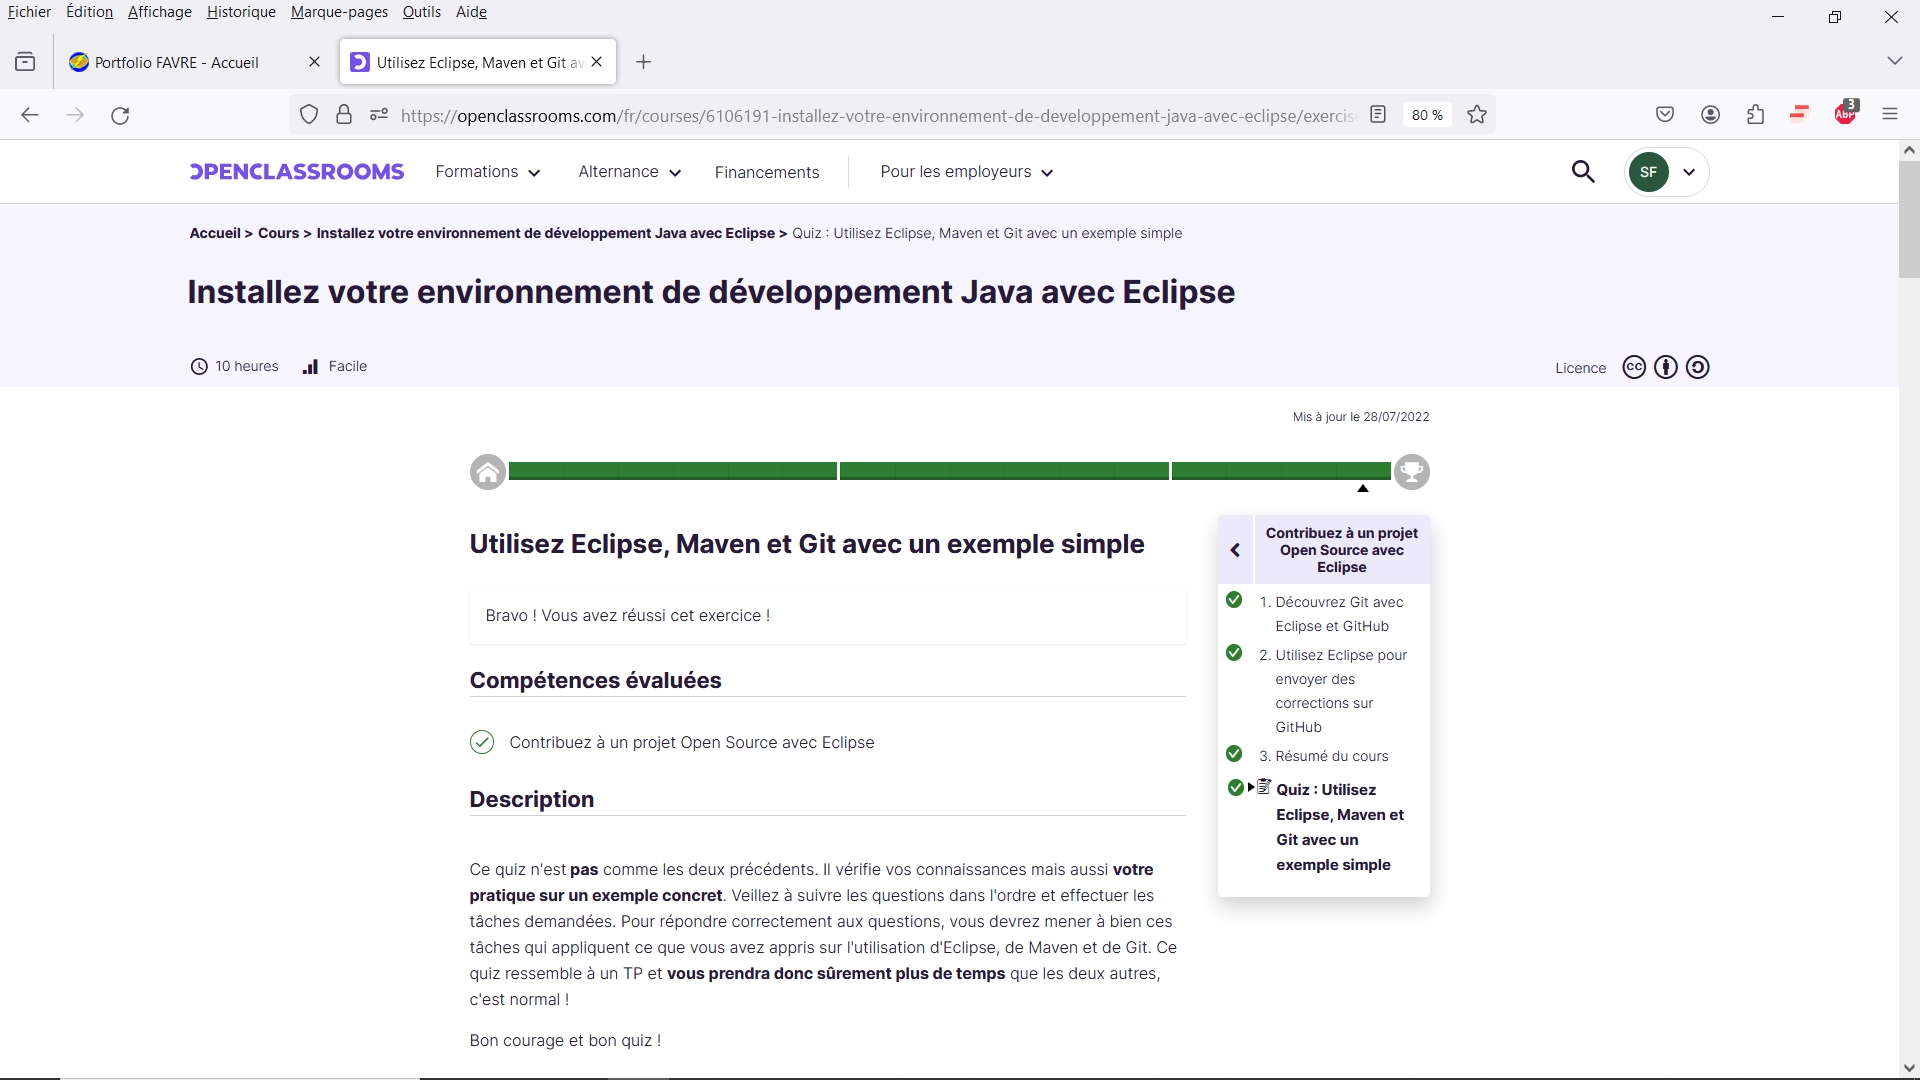 Fichier Édition Affichage Historique Marque-pages Outils Aide
Portfolio FAVRE - Accueil
Utilisez Eclipse, Maven et Git av
https://openclassrooms.com/fr/courses/6106191-installez-votre-environnement-de-developpement-java-avec-eclipse/exercis
80 %
3
ABP
OPENCLASSROOMS
Formations
Alternance
Financements
Pour les employeurs
SF
Accueil > Cours > Installez votre environnement de développement Java avec Eclipse > Quiz : Utilisez Eclipse, Maven et Git avec un exemple simple
Installez votre environnement de développement Java avec Eclipse
10 heures
Facile
Licence
cc
Mis à jour le 28/07/2022
Utilisez Eclipse, Maven et Git avec un exemple simple
Bravo ! Vous avez réussi cet exercice !
Compétences évaluées
Contribuez à un projet Open Source avec Eclipse
Description
Ce quiz n'est pas comme les deux précédents. Il vérifie vos connaissances mais aussi votre
pratique sur un exemple concret. Veillez à suivre les questions dans l'ordre et effectuer les
tâches demandées. Pour répondre correctement aux questions, vous devrez mener à bien ces
tâches qui appliquent ce que vous avez appris sur l'utilisation d'Eclipse, de Maven et de Git. Ce
quiz ressemble à un TP et vous prendra donc sûrement plus de temps que les deux autres,
c'est normal !
Bon courage et bon quiz !
Contribuez à un projet
Open Source avec
Eclipse
1. Découvrez Git avec
Eclipse et GitHub
2. Utilisez Eclipse pour
envoyer des
corrections sur
GitHub
3. Résumé du cours
Quiz : Utilisez
Eclipse, Maven et
Git avec un
exemple simple